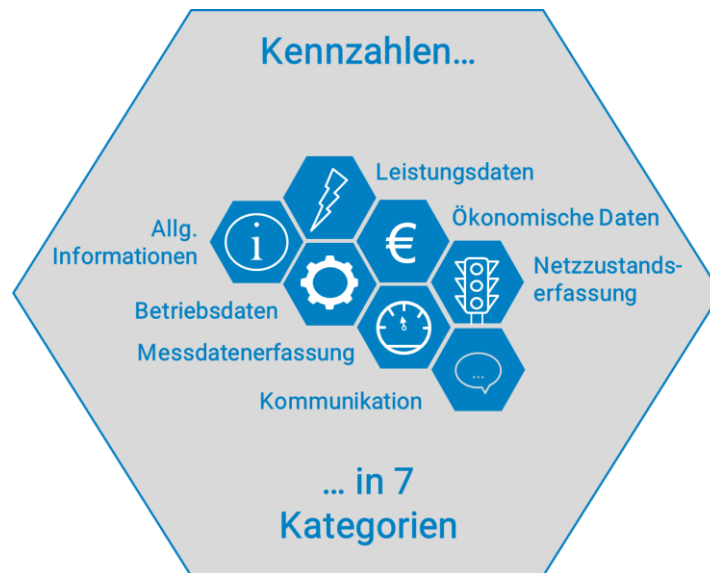 Kennzahlen…
Leistungsdaten
Ökonomische Daten
Allg.
Informationen
i
€
Netzzustands-
erfassung
Betriebsdaten
Messdatenerfassung
...
Kommunikation
… in 7
Kategorien